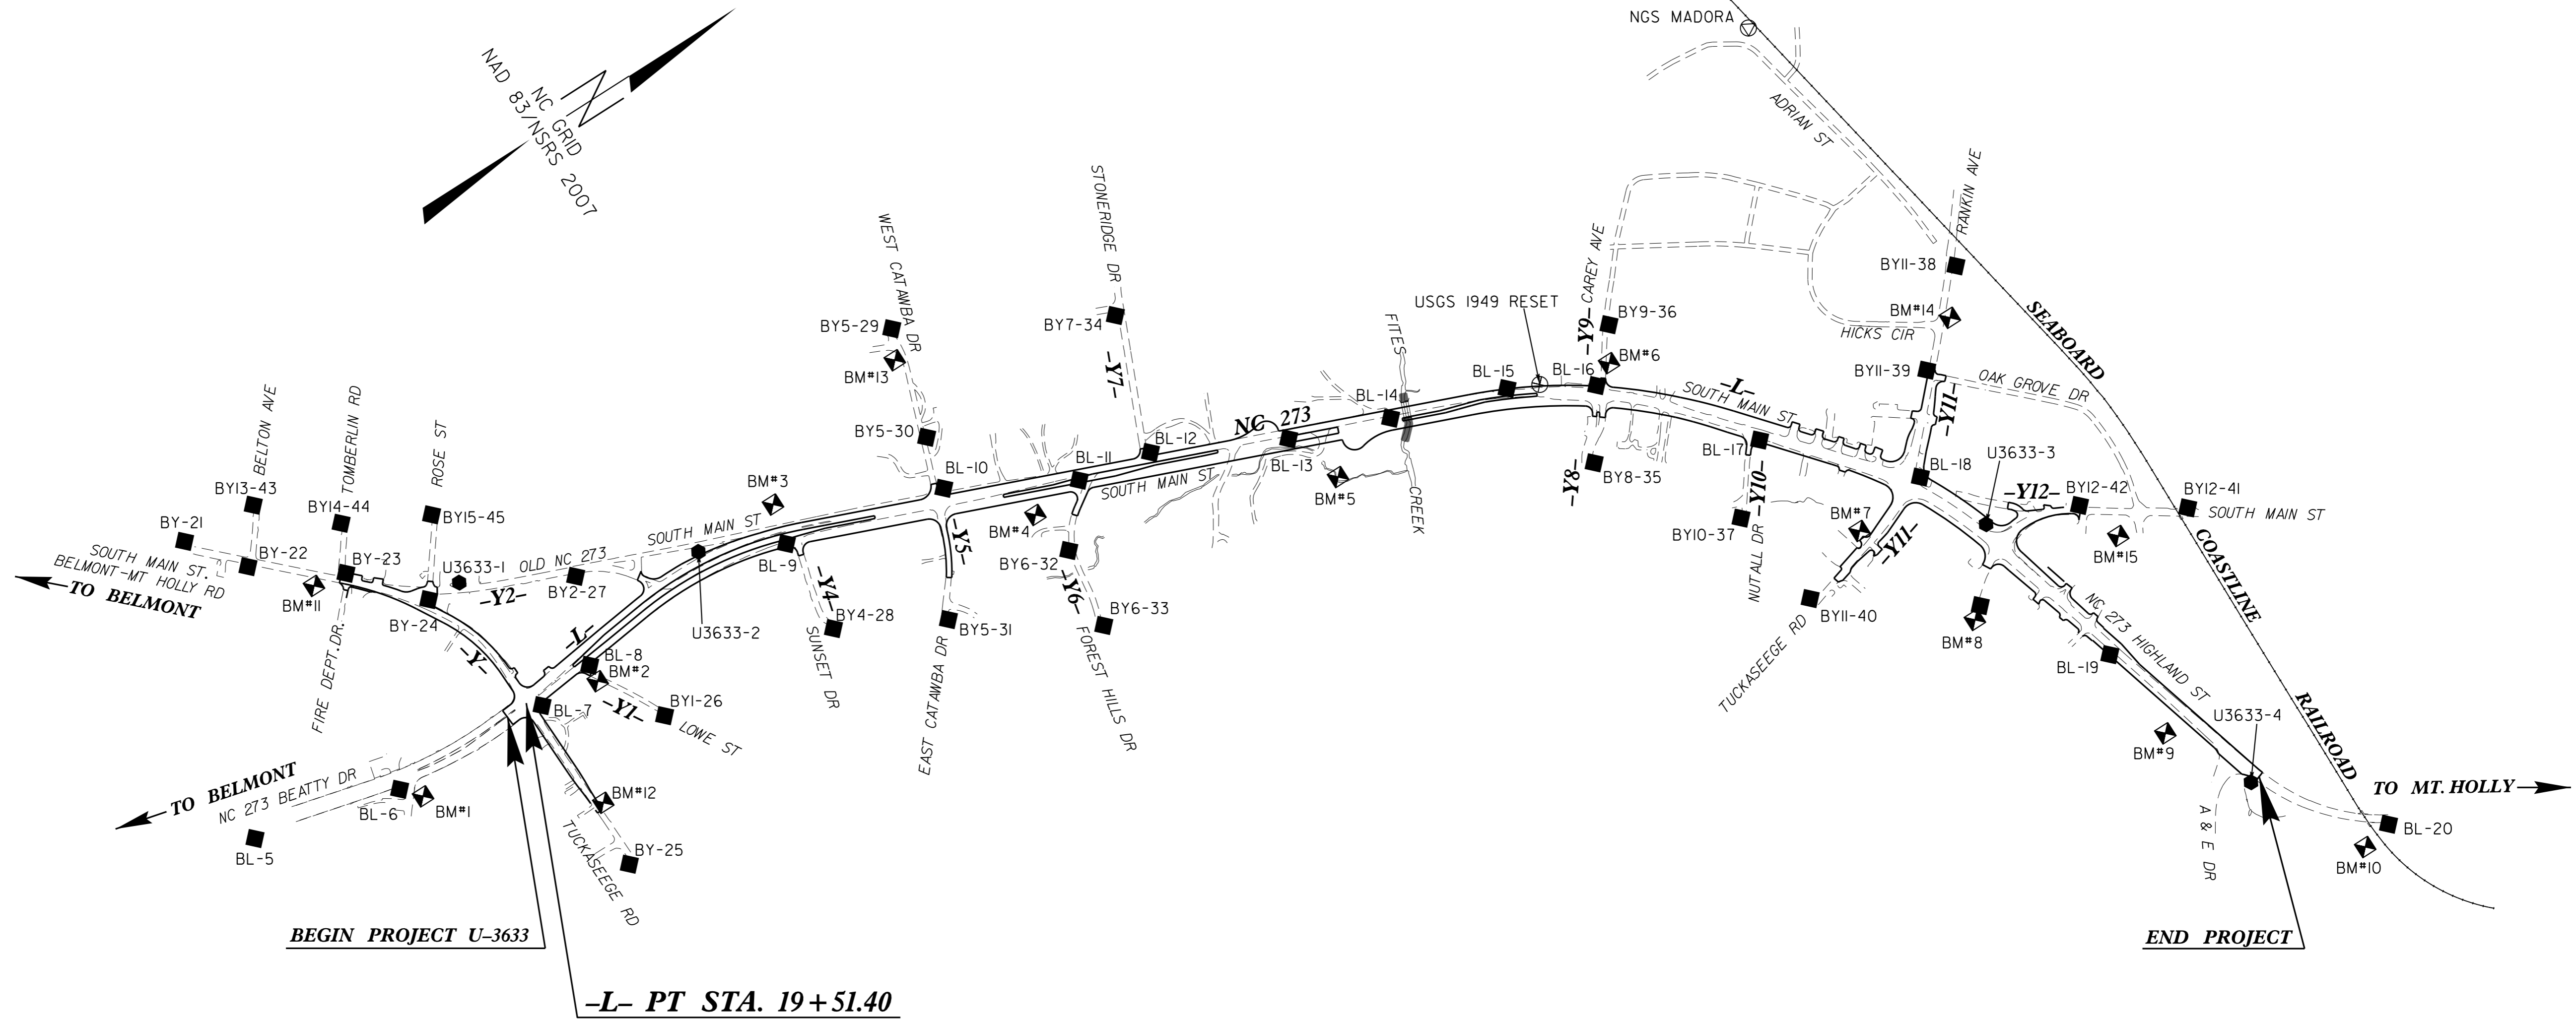 NGS MADORA
NC GRID
NAD 83/NSRS 2007
ADRIAN ST
RANKIN AVE
STONERIDGE DR
WEST CATAWBA DR
–Y9– CAREY AVE
BY11-38
BM#14
HICKS CIR
SEABOARD
USGS 1949 RESET
BY9-36
BM#6
BY5-29
BM#13
BY7-34
–Y7–
FITES
CREEK
BL-15
BL-16
BL-14
BY11-39
OAK GROVE DR
–Y11–
–L–
SOUTH MAIN ST
NC 273
BELTON AVE
TOMBERLIN RD
ROSE ST
BY5-30
BL-12
BL-13
BL-17
BL-18
U3633-3
BL-10
BL-11
BM#5
–Y8–
BY8-35
–Y10–
NUTALL DR
BY13-43
BY14-44
BY15-45
BM#3
SOUTH MAIN ST
BM#4
–Y12–
BY12-42
BY12-41
SOUTH MAIN ST
BY-21
BY-22
BY-23
SOUTH MAIN ST.
BELMONT-MT HOLLY RD
TO BELMONT
BM#11
U3633-1
OLD NC 273
SOUTH MAIN ST
–Y2–
BY2-27
BL-9
–Y5–
BY6-32
BY10-37
BM#7
–Y11–
BM#15
COASTLINE
BY-24
–Y–
–L–
U3633-2
–Y4–
BY4-28
SUNSET DR
BY5-31
EAST CATAWBA DR
–Y6–
BY6-33
FOREST HILLS DR
BY11-40
TUCKASEEGE RD
BM#8
NC 273 HIGHLAND ST
BL-19
FIRE DEPT.DR.
BL-8
BM#2
BL-7
–Y1–
BY1-26
LOWE ST
U3633-4
RAILROAD
BM#9
TO BELMONT
NC 273 BEATTY DR
BL-6
BM#1
BL-5
BM#12
TUCKASEEGE RD
BY-25
TO MT. HOLLY
A & E DR
BL-20
BM#10
BEGIN PROJECT U–3633
END PROJECT
–L– PT STA. 19+51.40